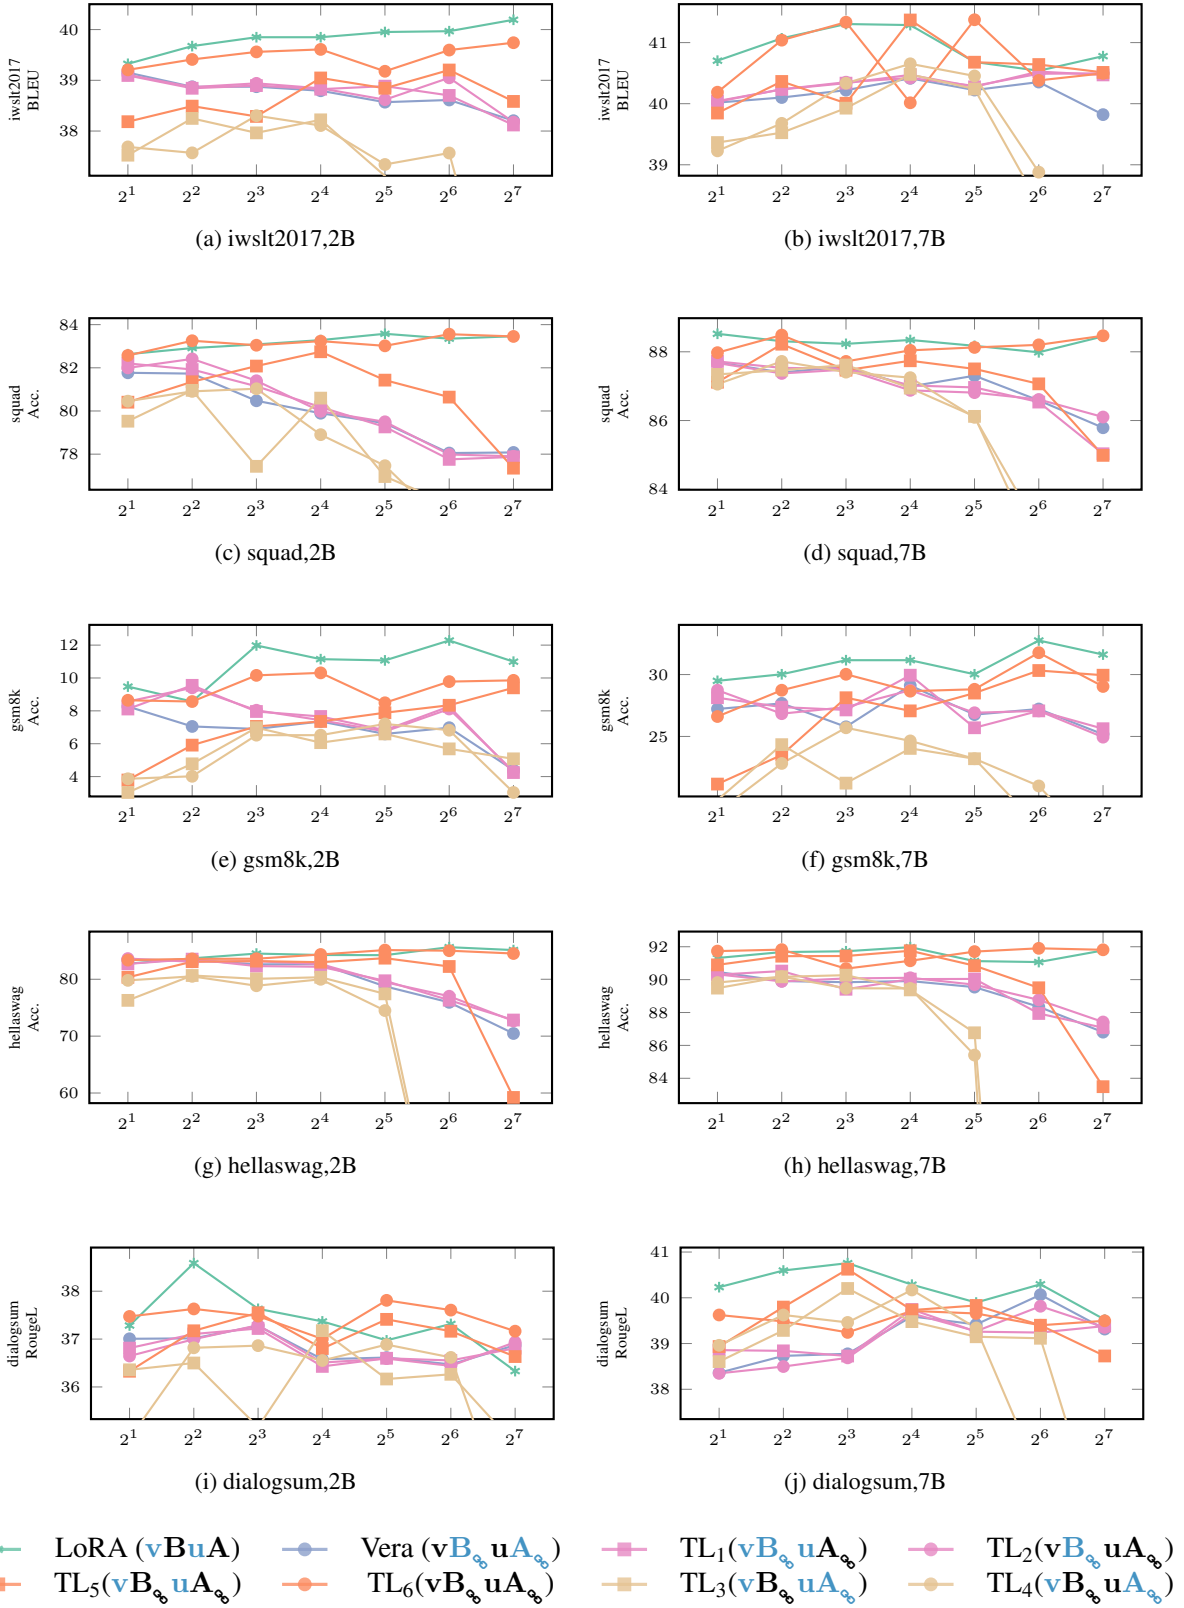 40
39
38
iwslt2017
BLEU
2^1 2^2 2^3 2^4 2^5 2^6 2^7
(a) iwslt2017,2B
41
40
39
iwslt2017
BLEU
2^1 2^2 2^3 2^4 2^5 2^6 2^7
(b) iwslt2017,7B
84
82
80
78
squad
Acc.
2^1 2^2 2^3 2^4 2^5 2^6 2^7
(c) squad,2B
88
86
84
squad
Acc.
2^1 2^2 2^3 2^4 2^5 2^6 2^7
(d) squad,7B
12
10
8
6
4
gsm8k
Acc.
2^1 2^2 2^3 2^4 2^5 2^6 2^7
(e) gsm8k,2B
30
25
gsm8k
Acc.
2^1 2^2 2^3 2^4 2^5 2^6 2^7
(f) gsm8k,7B
80
70
60
hellaswag
Acc.
2^1 2^2 2^3 2^4 2^5 2^6 2^7
(g) hellaswag,2B
92
90
88
86
84
hellaswag
Acc.
2^1 2^2 2^3 2^4 2^5 2^6 2^7
(h) hellaswag,7B
38
37
36
dialogsum
RougeL
2^1 2^2 2^3 2^4 2^5 2^6 2^7
(i) dialogsum,2B
41
40
39
38
dialogsum
RougeL
2^1 2^2 2^3 2^4 2^5 2^6 2^7
(j) dialogsum,7B
LoRA (vBuA) Vera (vB uA) TL₁(vB uA) TL₂(vB uA)
TL₅(vB uA) TL₆(vB uA) TL₃(vB uA) TL₄(vB uA)